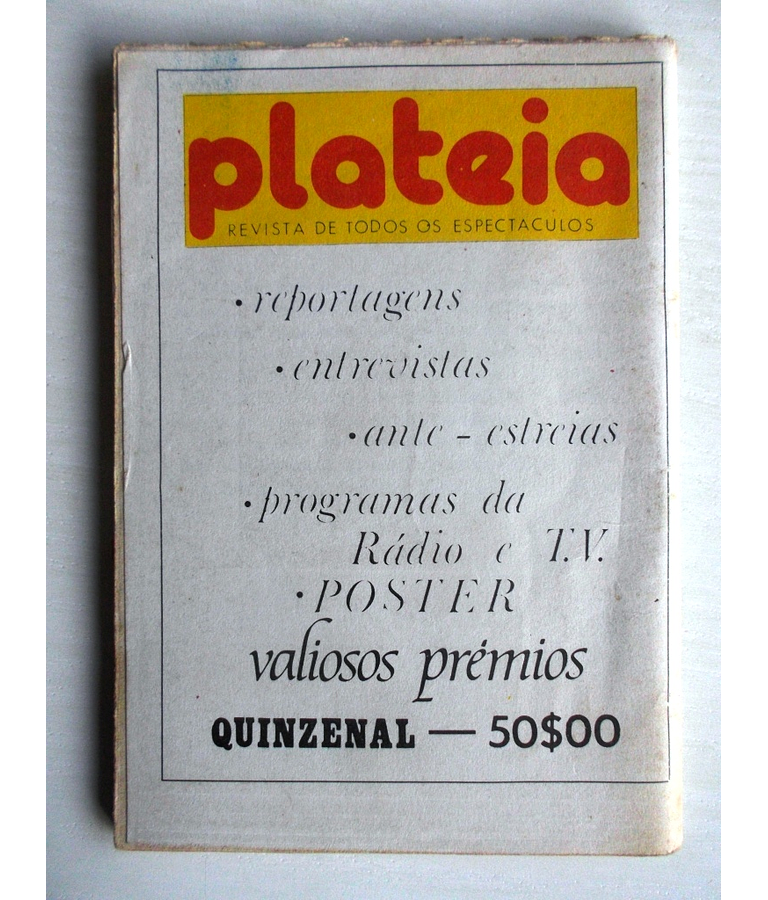 plateia
REVISTA DE TODOS OS ESPECTACULOS
• reportagens
• entrevistas
• ante - estreias
• programas da
Rádio e T.V.
• POSTER
valiosos prémios
QUINZENAL — 50$00